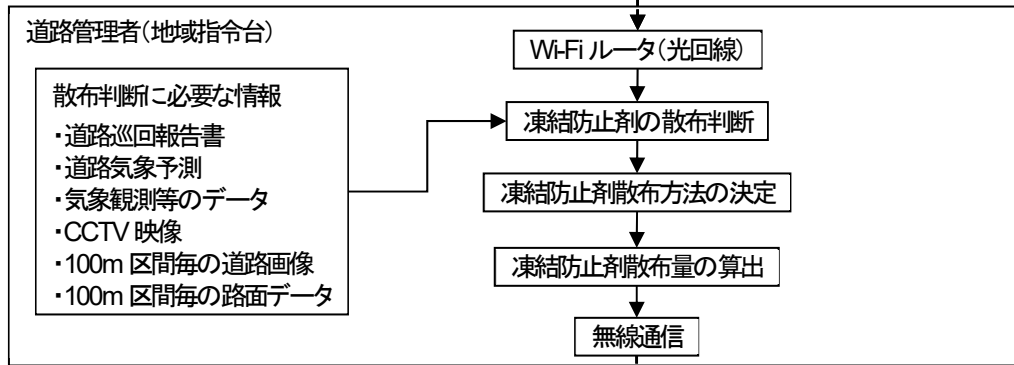 道路管理者(地域指令台)
Wi-Fi ルータ(光回線)
散布判断に必要な情報
・道路巡回報告書
・道路気象予測
・気象観測等のデータ
・CCTV 映像
・100m 区間毎の道路画像
・100m 区間毎の路面データ
凍結防止剤の散布判断
凍結防止剤散布方法の決定
凍結防止剤散布量の算出
無線通信